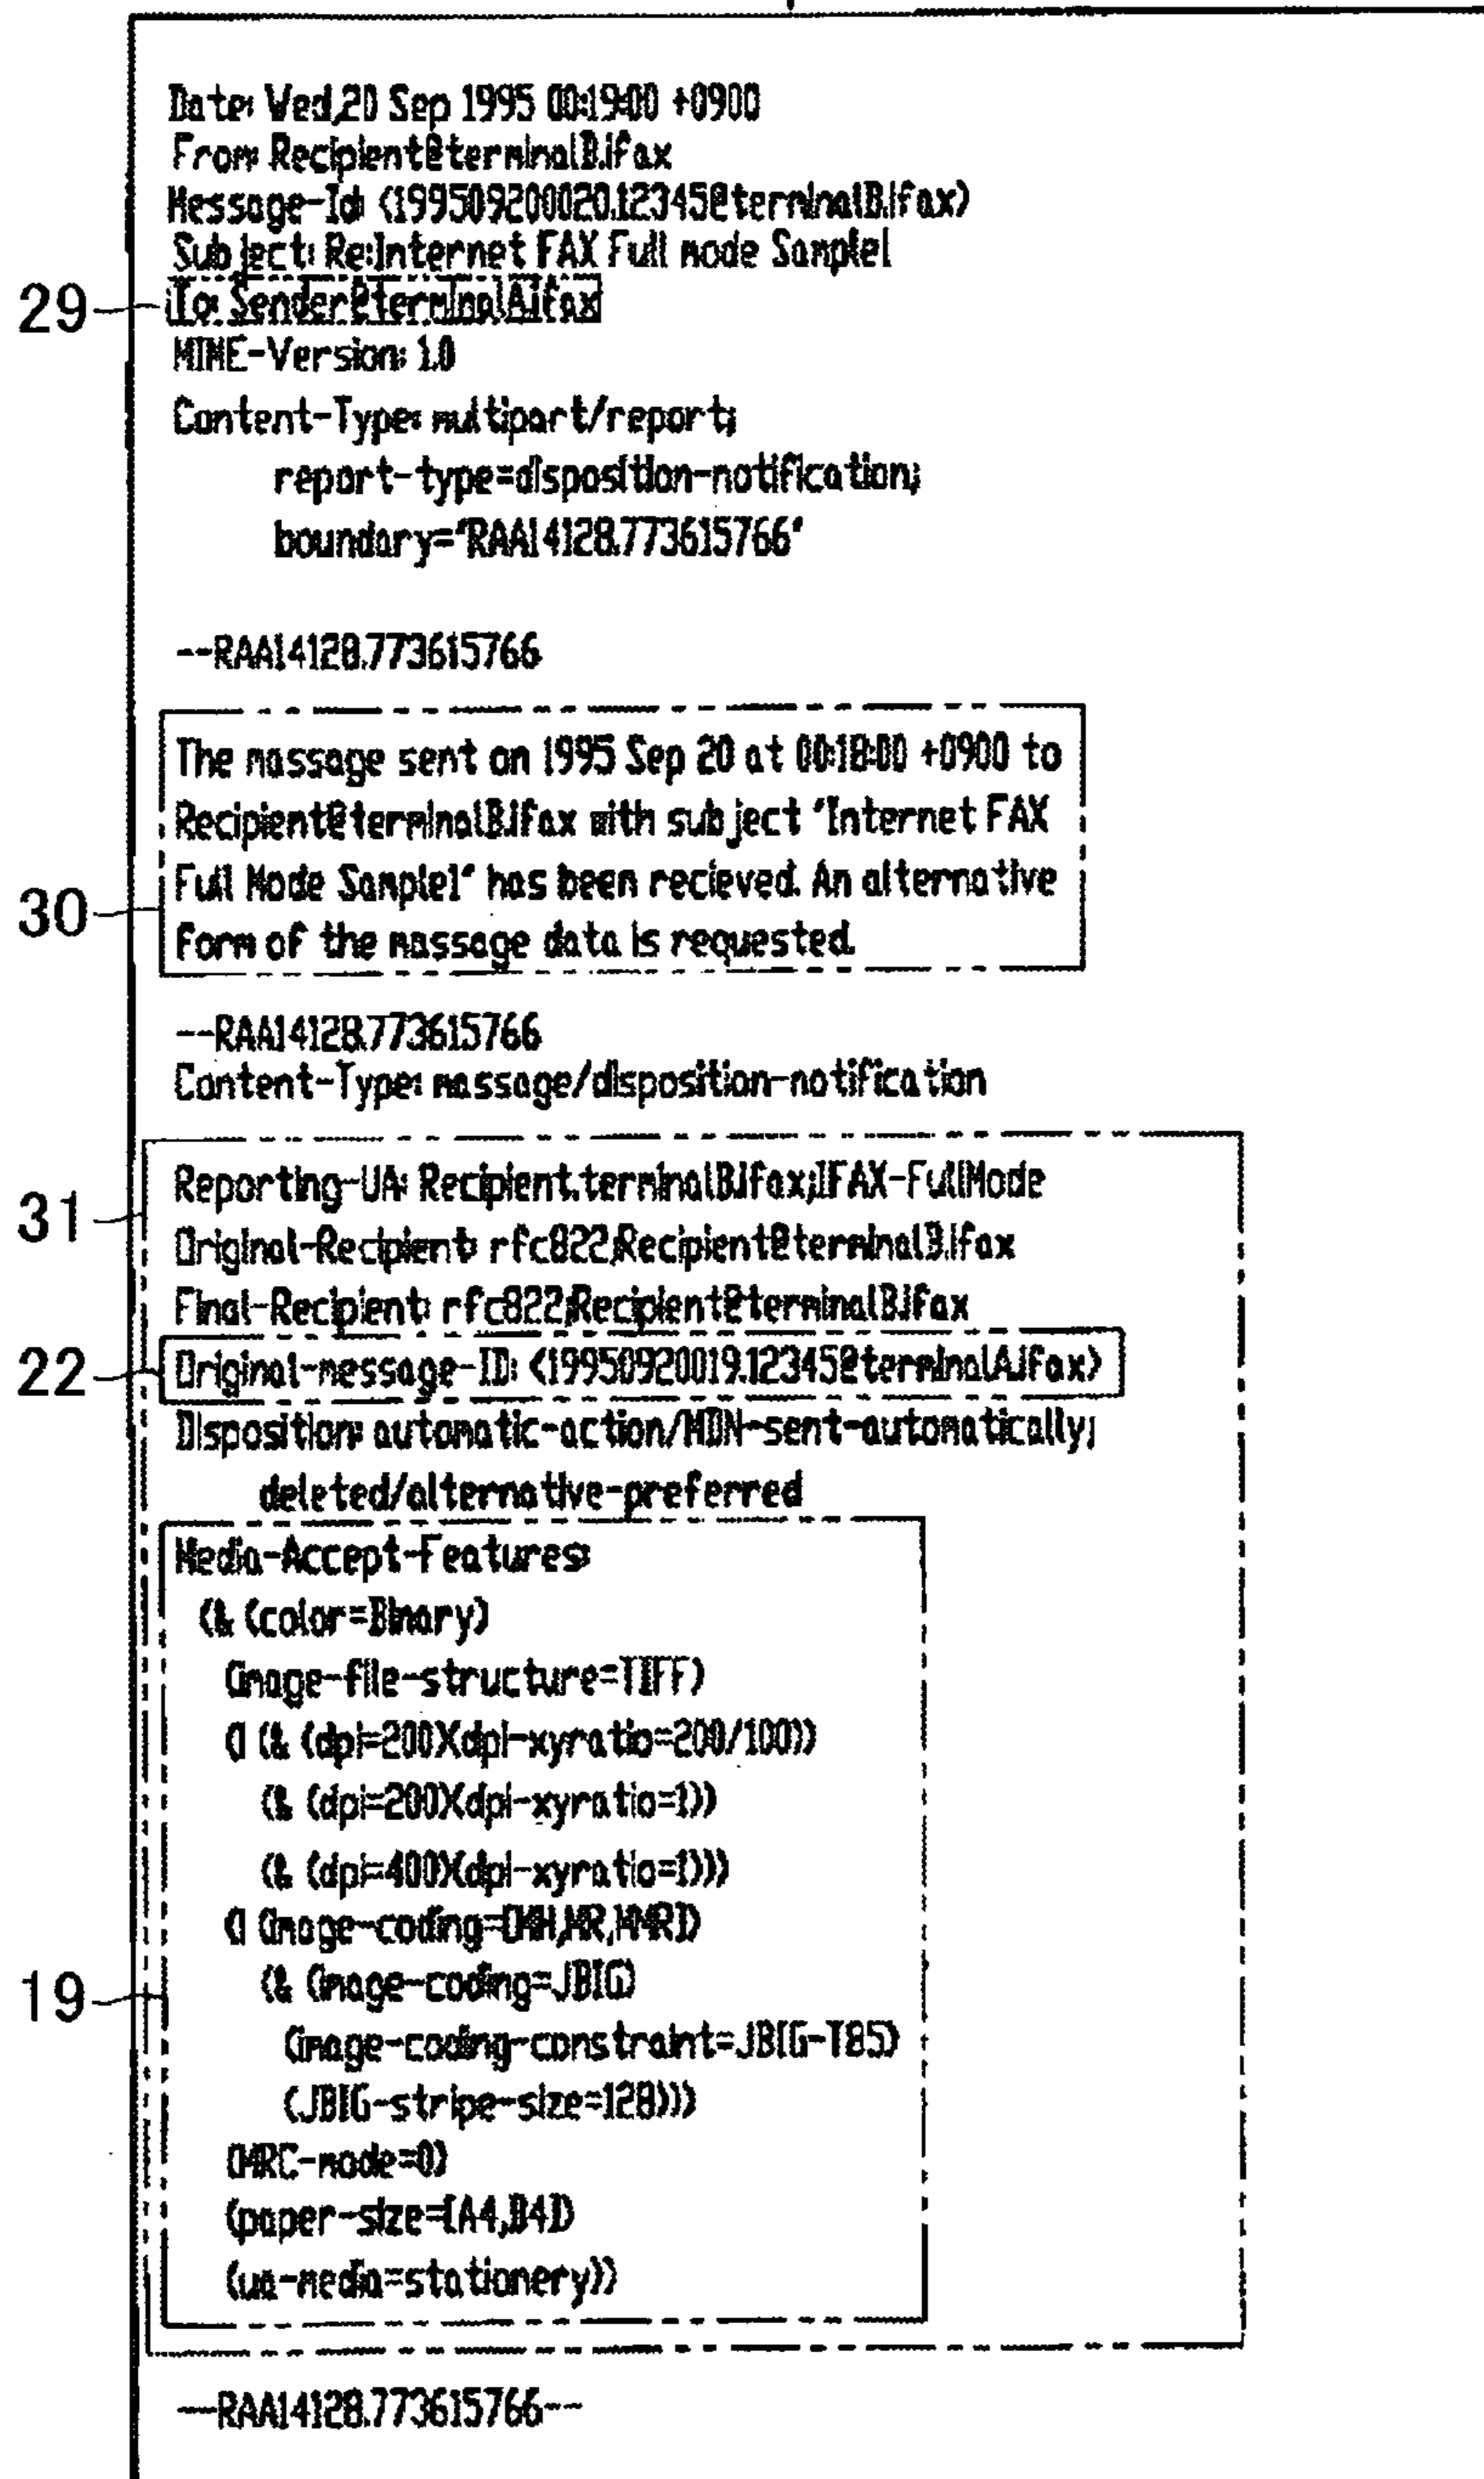 Date: Wed,20 Sep 1995 00:19:00 +0900
From: Recipient@terminalB.ifax
Message-Id: <199509200020.12345@terminalB.ifax>
Subject: Re:Internet FAX Full mode Sample1
29 To: Sender@terminalA.ifax
MIME-Version: 1.0
Content-Type: multipart/report;
report-type=disposition-notification;
boundary="RAA14128.773615766"
--RAA14128.773615766
The massage sent on 1995 Sep 20 at 00:18:00 +0900 to
Recipient@terminalB.ifax with subject "Internet FAX
Full Mode Sample1" has been recieved. An alternative
30
form of the massage data is requested.
--RAA14128.773615766
Content-Type: massage/disposition-notification
Reporting-UA: Recipient.terminalB.ifax;IFAX-FullMode
31
Original-Recipient: rfc822;Recipient@terminalB.ifax
Final-Recipient: rfc822;Recipient@terminalB.ifax
22 Original-message-ID: <19950920019.12345@terminalA.ifax>
Disposition: automatic-action/MDN-sent-automatically;
deleted/alternative-preferred
Media-Accept-Features:
(& (color=Binary)
(image-file-structure=TIFF)
(| (& (dpi=200)(dpi-xyratio=200/100))
(& (dpi=200)(dpi-xyratio=1))
(& (dpi=400)(dpi-xyratio=1)))
(| (image-coding=[MH,MR,MMR])
19 (& (image-coding=JBIG)
(image-coding-constraint=JBIG-T85)
(JBIG-stripe-size=128)))
(MRC-mode=0)
(paper-size=[A4,B4])
(ua-media=stationery))
--RAA14128.773615766--